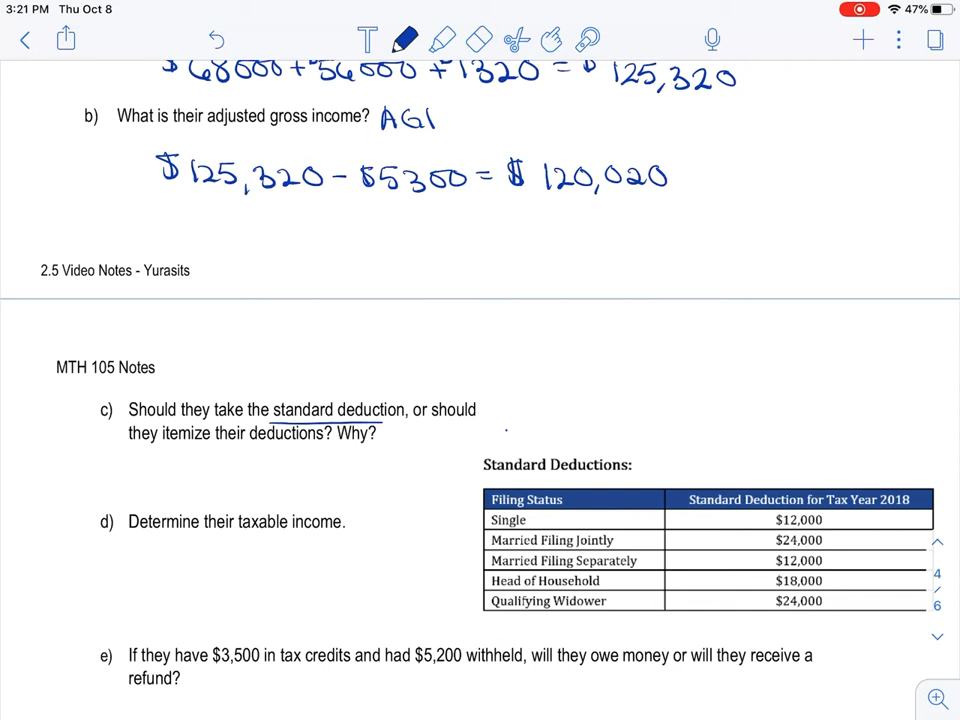 3:21 PM Thu Oct 8
47%
T
$68000 + 56000 + 1320 = $ 125,320
b) What is their adjusted gross income? AGI
$125,320 - $5300 = $ 120,020
2.5 Video Notes - Yurasits
MTH 105 Notes
c) Should they take the standard deduction, or should
they itemize their deductions? Why?
Standard Deductions:
Filing Status Standard Deduction for Tax Year 2018
Single $12,000
d) Determine their taxable income.
Married Filing Jointly $24,000
Married Filing Separately $12,000
Head of Household $18,000
Qualifying Widower $24,000
4
/
6
e) If they have $3,500 in tax credits and had $5,200 withheld, will they owe money or will they receive a
refund?